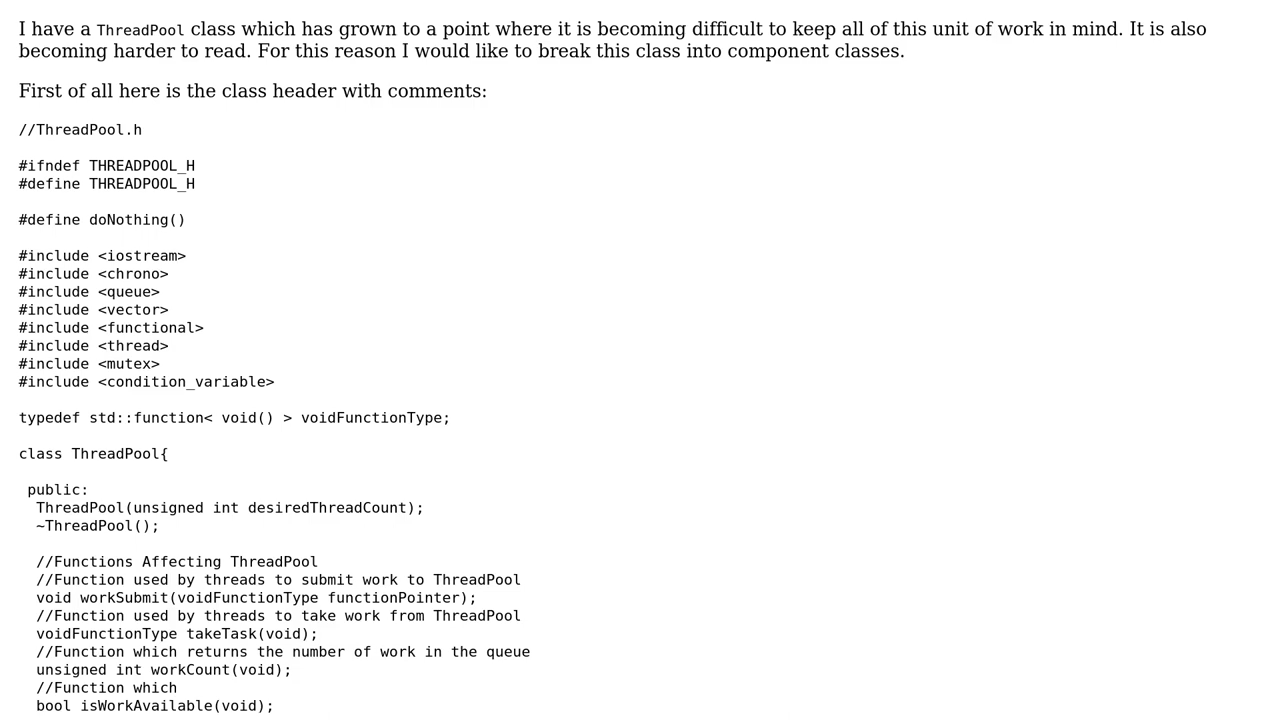 I have a ThreadPool class which has grown to a point where it is becoming difficult to keep all of this unit of work in mind. It is also
becoming harder to read. For this reason I would like to break this class into component classes.
First of all here is the class header with comments:
//ThreadPool.h
#ifndef THREADPOOL_H
#define THREADPOOL_H
#define doNothing()
#include <iostream>
#include <chrono>
#include <queue>
#include <vector>
#include <functional>
#include <thread>
#include <mutex>
#include <condition_variable>
typedef std::function< void() > voidFunctionType;
class ThreadPool{
public:
ThreadPool(unsigned int desiredThreadCount);
~ThreadPool();
//Functions Affecting ThreadPool
//Function used by threads to submit work to ThreadPool
void workSubmit(voidFunctionType functionPointer);
//Function used by threads to take work from ThreadPool
voidFunctionType takeTask(void);
//Function which returns the number of work in the queue
unsigned int workCount(void);
//Function which
bool isWorkAvailable(void);